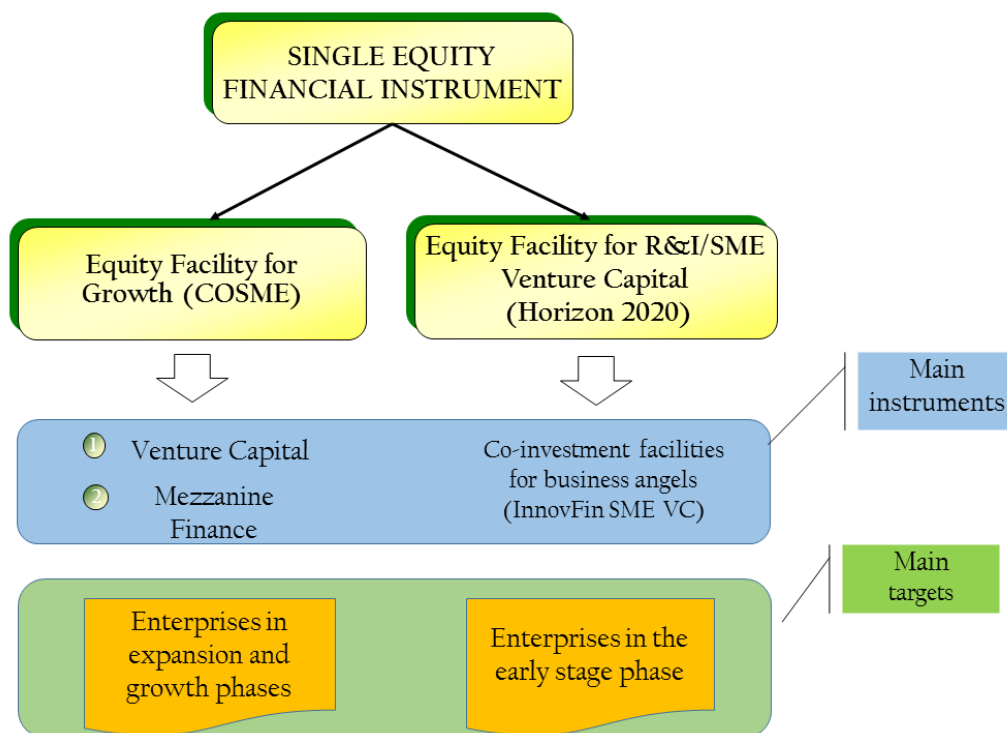 SINGLE EQUITY
FINANCIAL INSTRUMENT
Equity Facility for
Growth (COSME)
Equity Facility for R&I/SME
Venture Capital
(Horizon 2020)
Main
instruments
1 Venture Capital
2 Mezzanine
Finance
Co-investment facilities
for business angels
(InnovFin SME VC)
Main
targets
Enterprises in
expansion and
growth phases
Enterprises in the
early stage phase